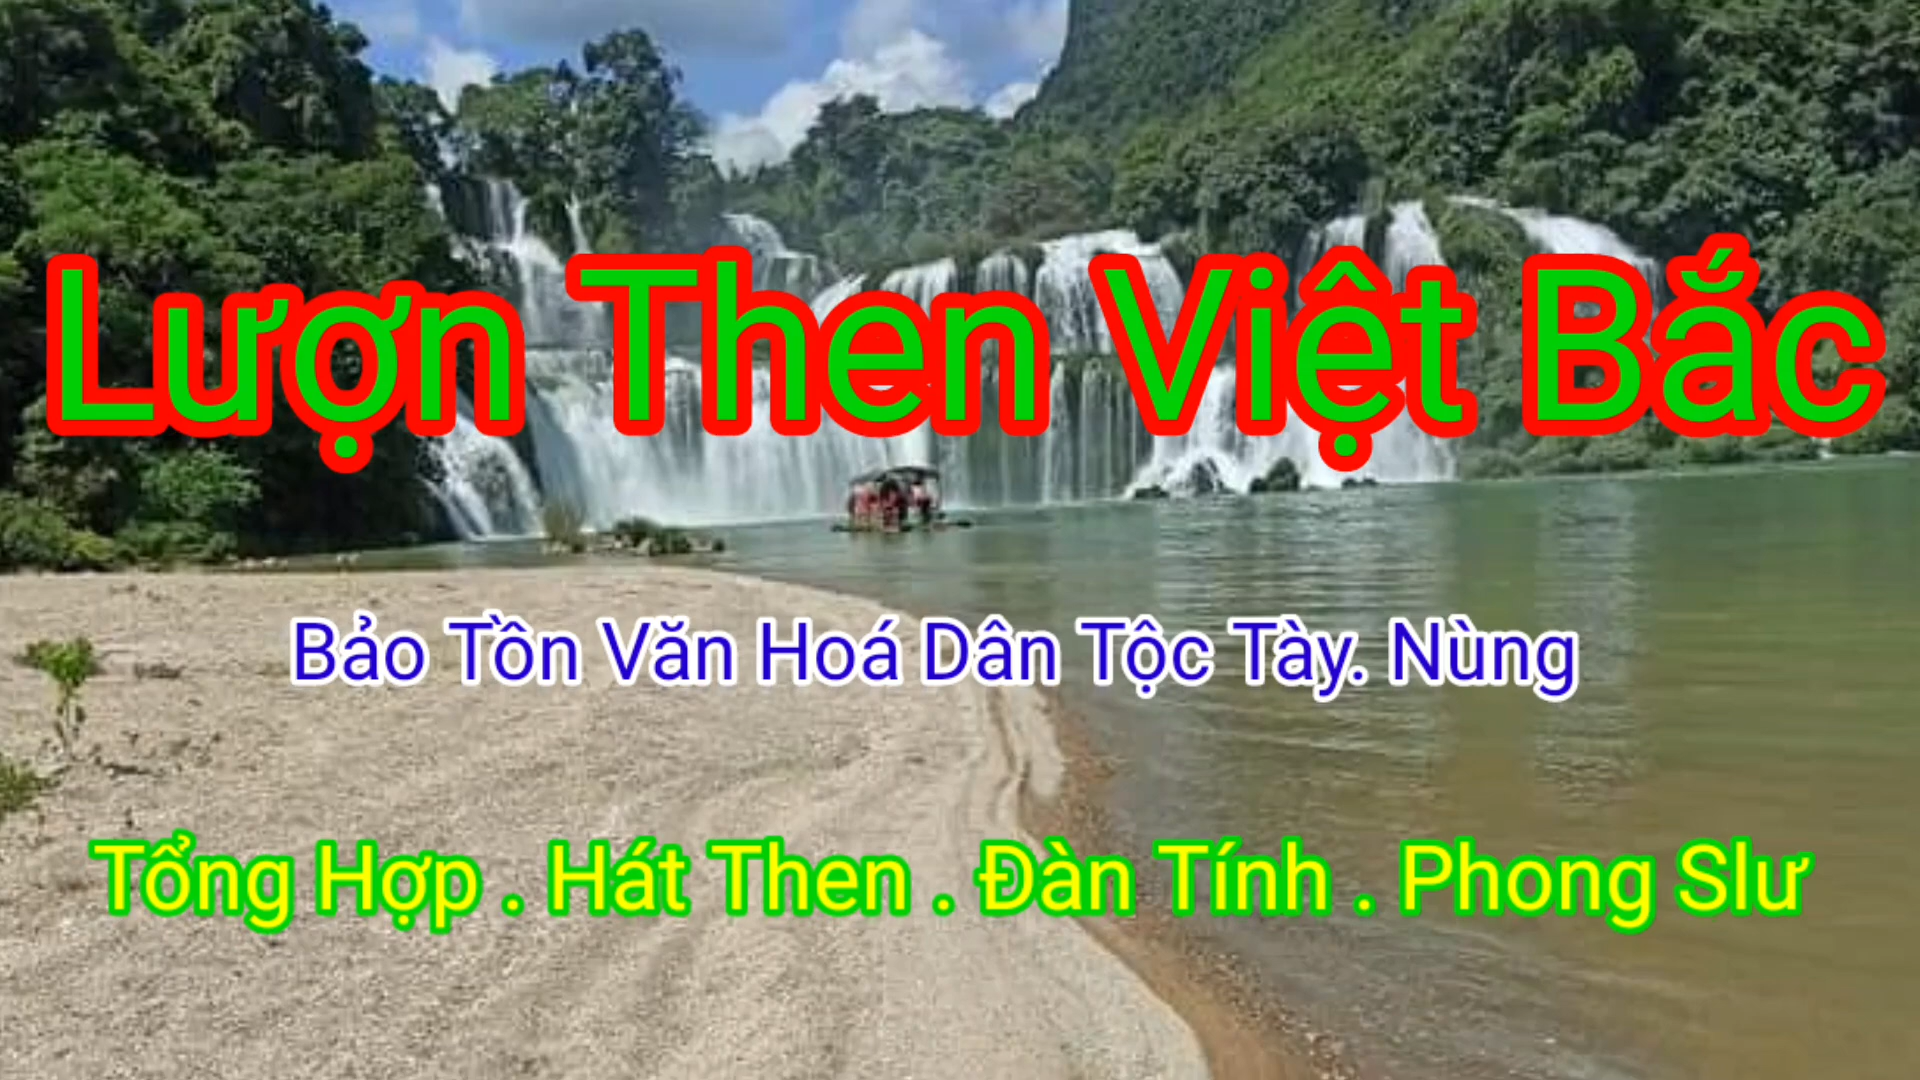 Lượn Then Việt Bắc
Bảo Tồn Văn Hoá Dân Tộc Tày. Nùng
Tổng Hợp . Hát Then . Đàn Tính . Phong Slư